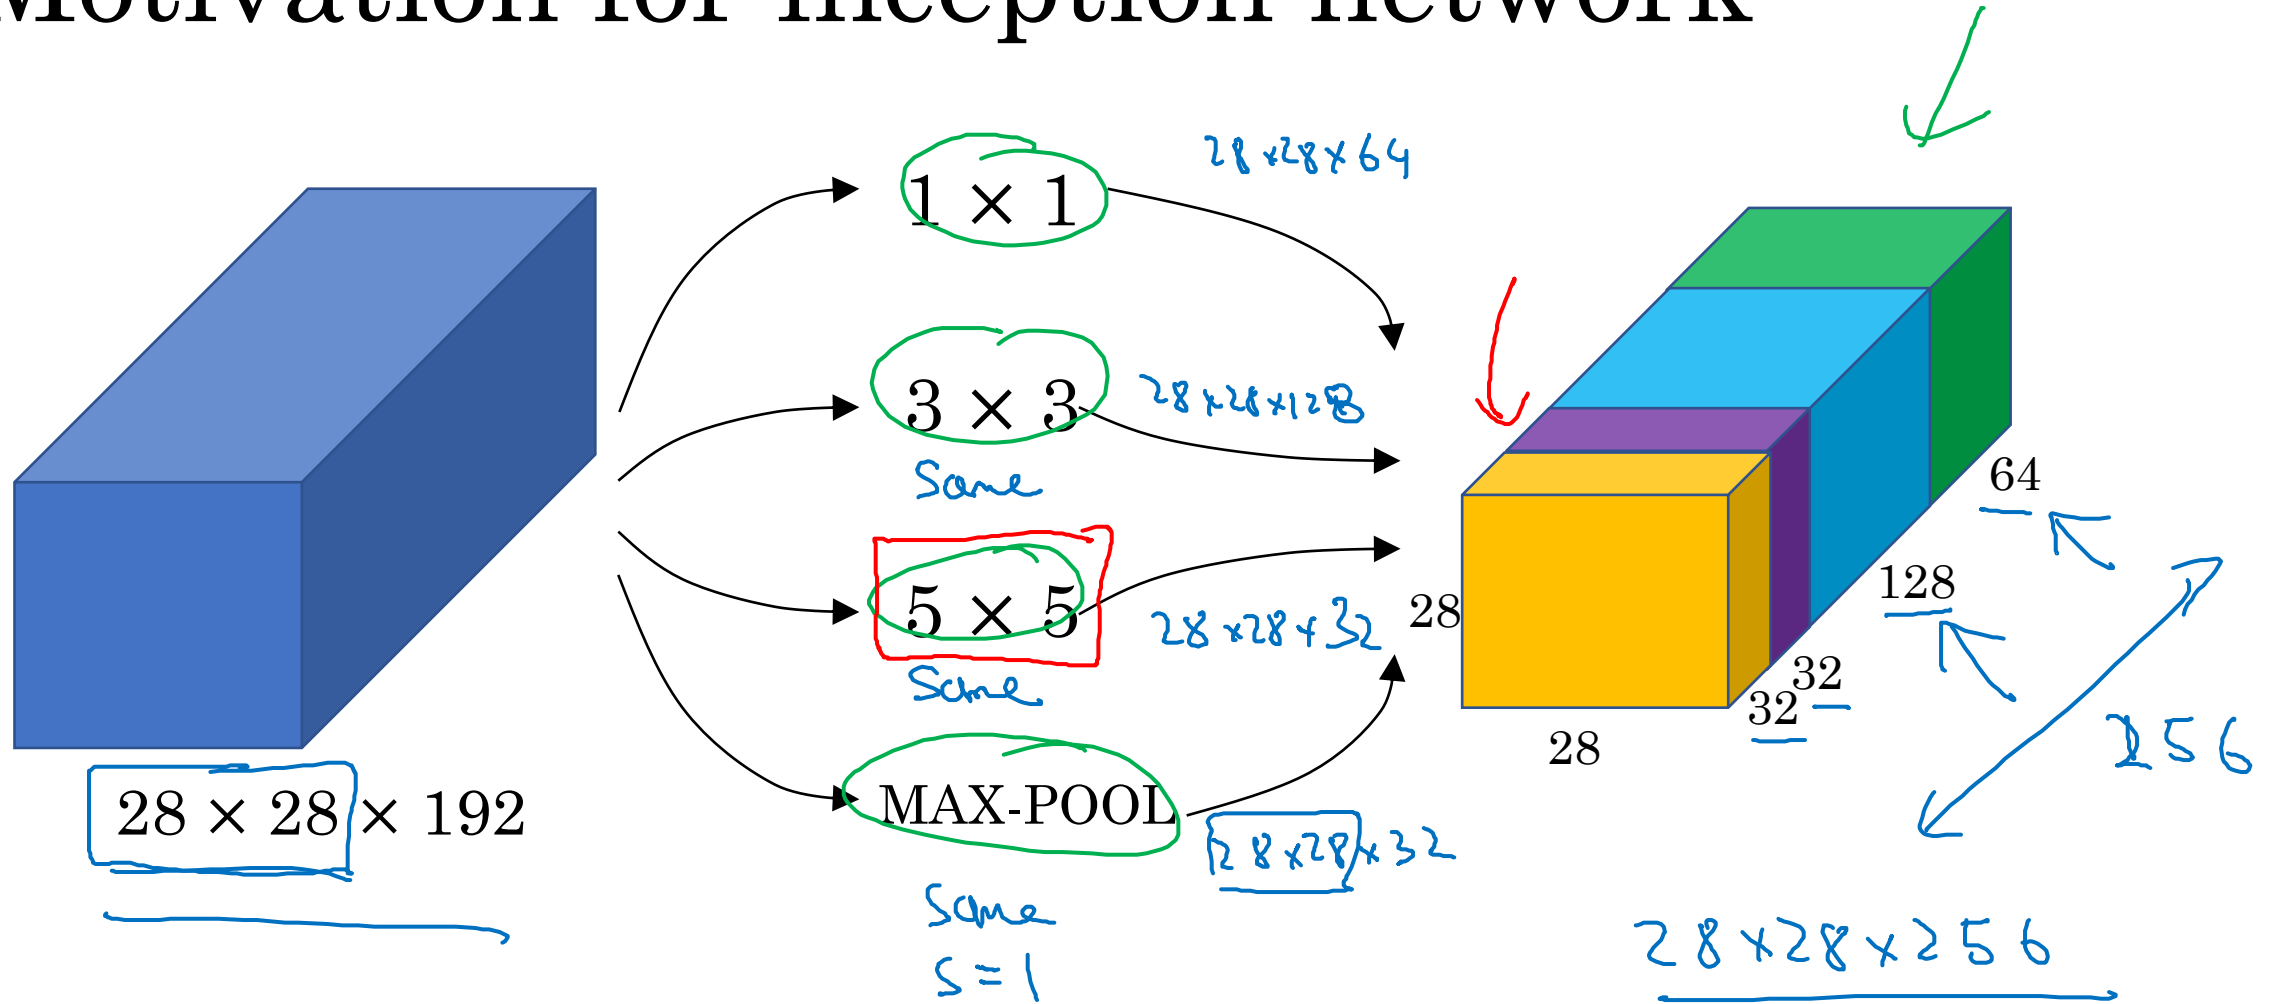 Motivation for inception network
1 × 1
28×28×64
3 × 3
28×28×128
Same
5 × 5
28×28×32
Same
MAX-POOL
28×28×32
Same
s = 1
28 × 28 × 192
28
28
32
32
128
64
256
28×28×256